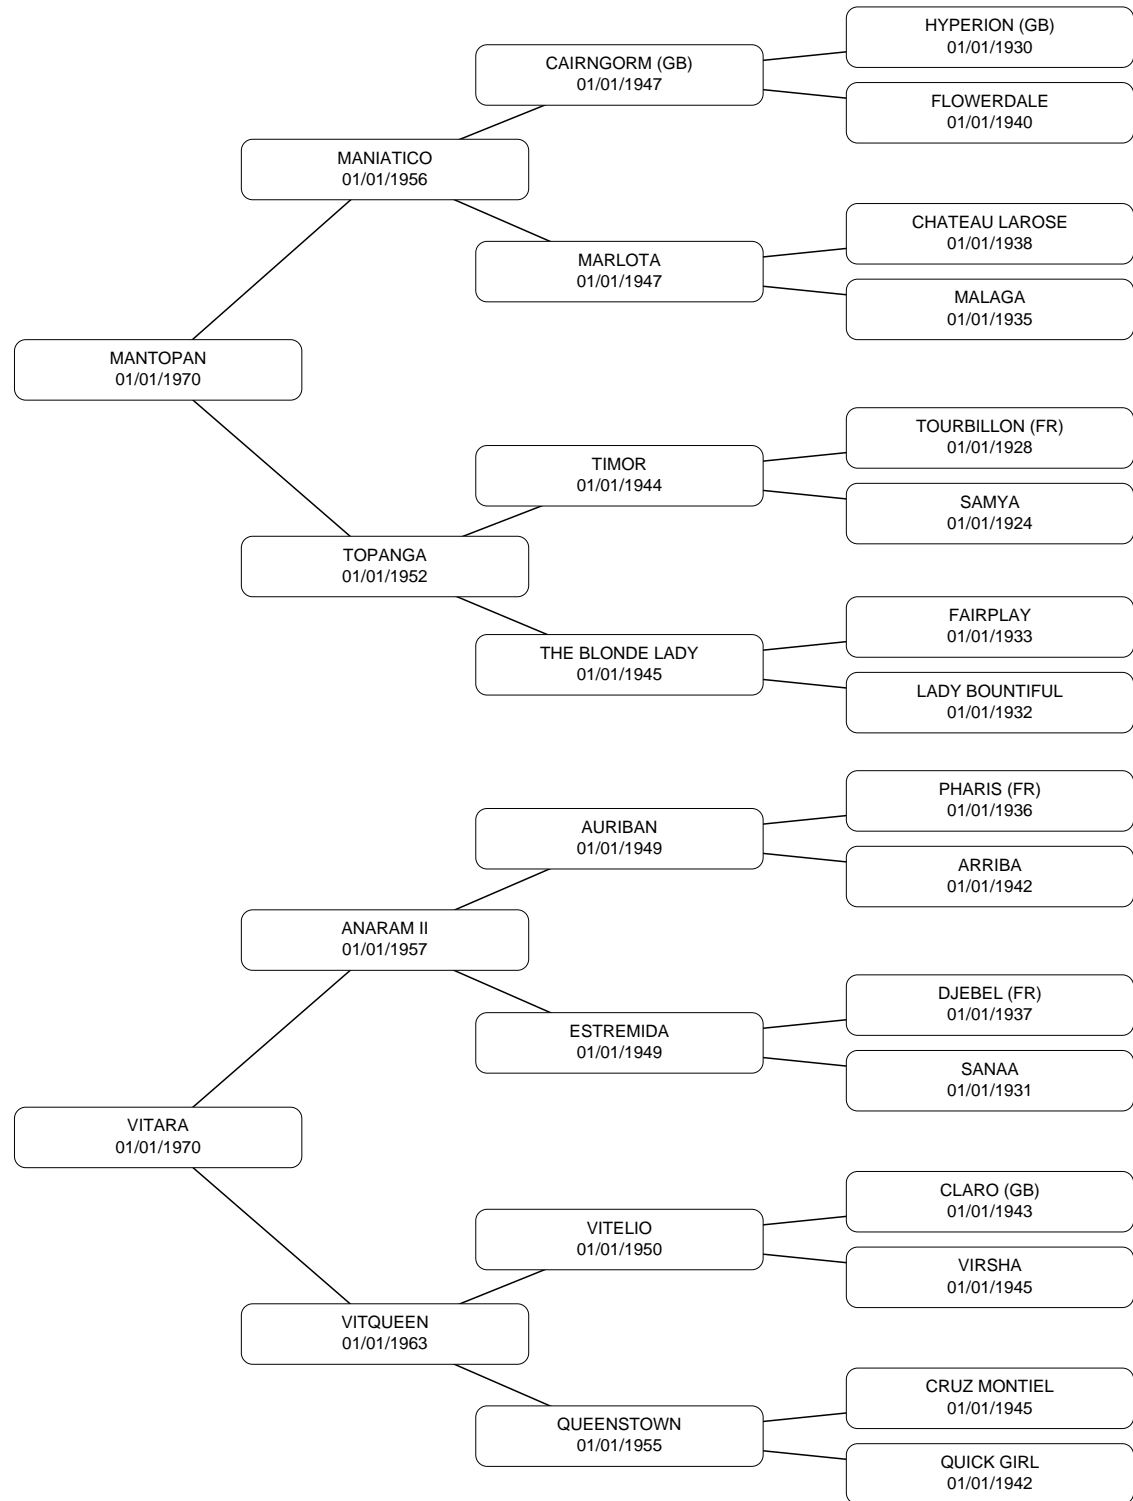 HYPERION (GB)
01/01/1930
CAIRNGORM (GB)
01/01/1947
FLOWERDALE
01/01/1940
MANIATICO
01/01/1956
CHATEAU LAROSE
01/01/1938
MARLOTA
01/01/1947
MALAGA
01/01/1935
MANTOPAN
01/01/1970
TOURBILLON (FR)
01/01/1928
TIMOR
01/01/1944
SAMYA
01/01/1924
TOPANGA
01/01/1952
FAIRPLAY
01/01/1933
THE BLONDE LADY
01/01/1945
LADY BOUNTIFUL
01/01/1932
PHARIS (FR)
01/01/1936
AURIBAN
01/01/1949
ARRIBA
01/01/1942
ANARAM II
01/01/1957
DJEBEL (FR)
01/01/1937
ESTREMIDA
01/01/1949
SANAA
01/01/1931
VITARA
01/01/1970
CLARO (GB)
01/01/1943
VITELIO
01/01/1950
VIRSHA
01/01/1945
VITQUEEN
01/01/1963
CRUZ MONTIEL
01/01/1945
QUEENSTOWN
01/01/1955
QUICK GIRL
01/01/1942